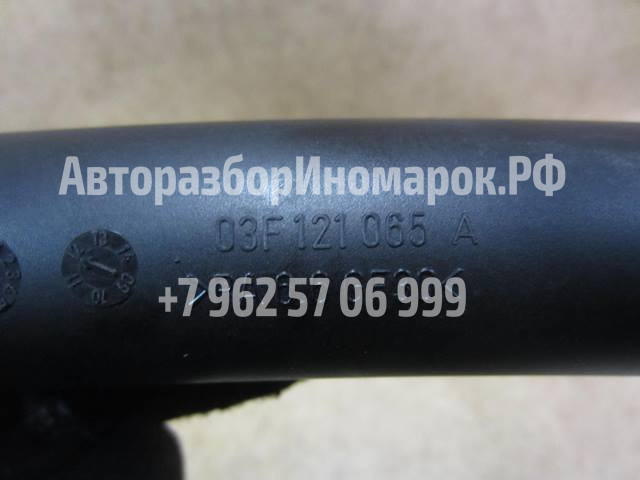 АвторазборИномарок.РФ
03F 121 065 A
+7 962 57 06 999